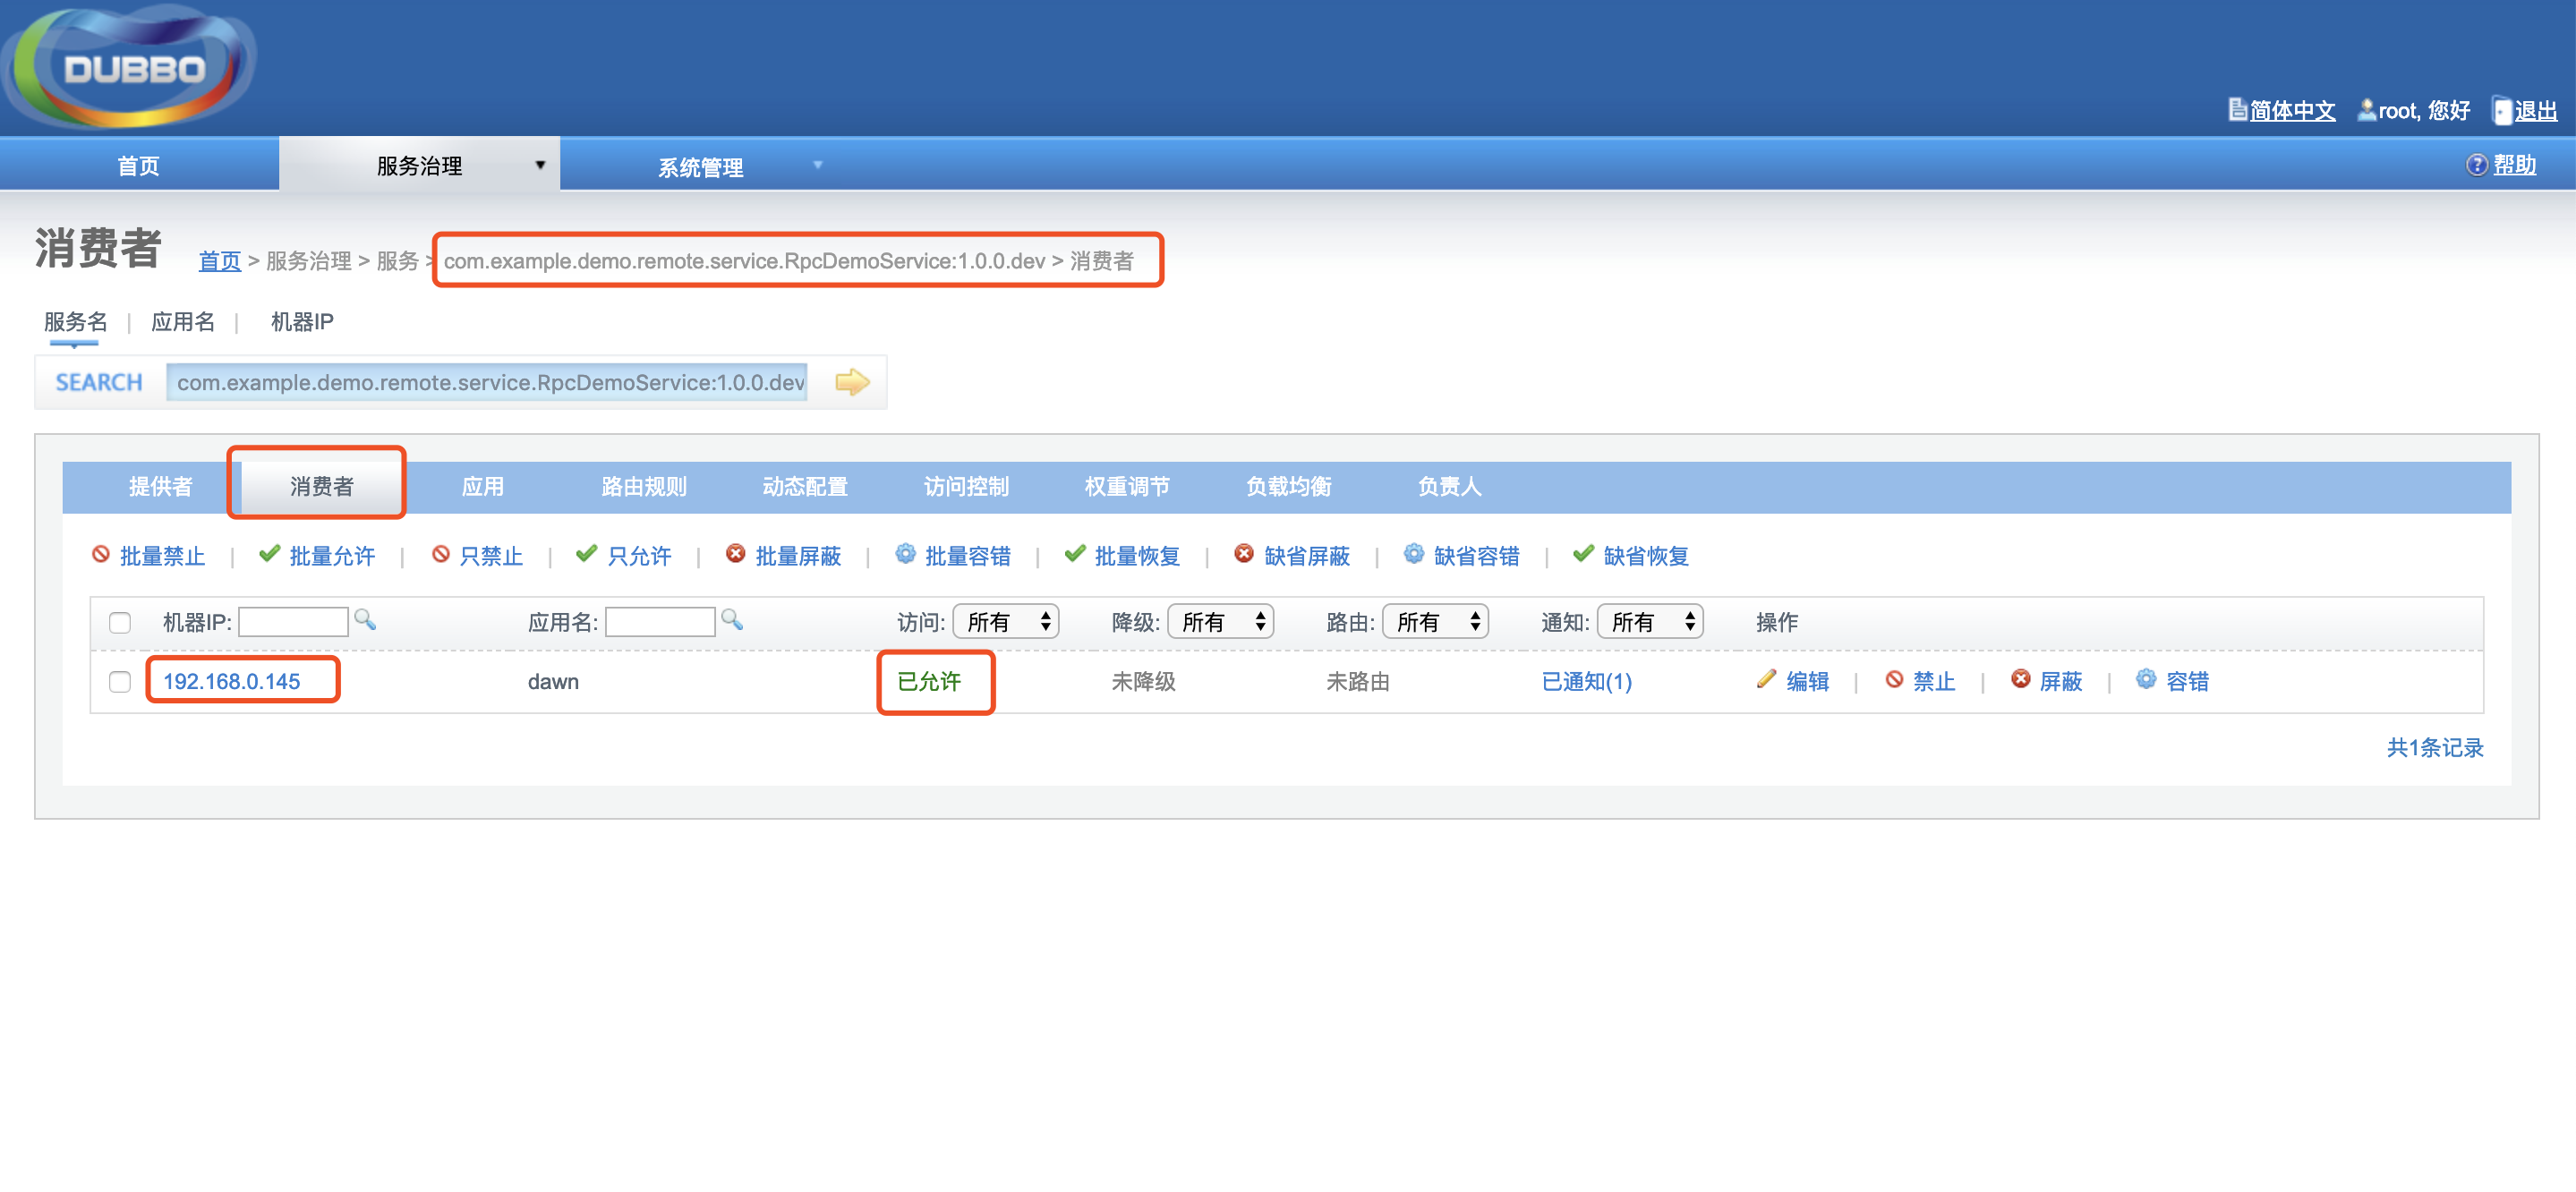 DUBBO
简体中文 root, 您好 退出
首页 服务治理 系统管理 帮助
消费者 首页 > 服务治理 > 服务 > com.example.demo.remote.service.RpcDemoService:1.0.0.dev > 消费者
服务名 | 应用名 | 机器IP
SEARCH com.example.demo.remote.service.RpcDemoService:1.0.0.dev
提供者 消费者 应用 路由规则 动态配置 访问控制 权重调节 负载均衡 负责人
批量禁止 | 批量允许 | 只禁止 | 只允许 | 批量屏蔽 | 批量容错 | 批量恢复 | 缺省屏蔽 | 缺省容错 | 缺省恢复
机器IP: 应用名: 访问: 所有 降级: 所有 路由: 所有 通知: 所有 操作
192.168.0.145 dawn 已允许 未降级 未路由 已通知(1) 编辑 | 禁止 | 屏蔽 | 容错
共1条记录